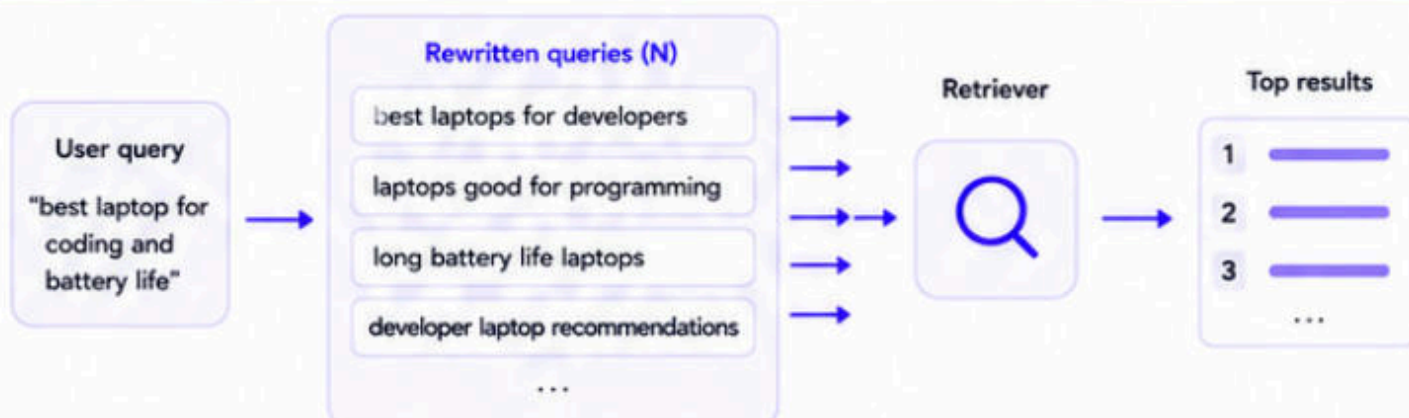 User query
"best laptop for
coding and
battery life"
Rewritten queries (N)
best laptops for developers
laptops good for programming
long battery life laptops
developer laptop recommendations
...
Retriever
Top results
1
2
3
...